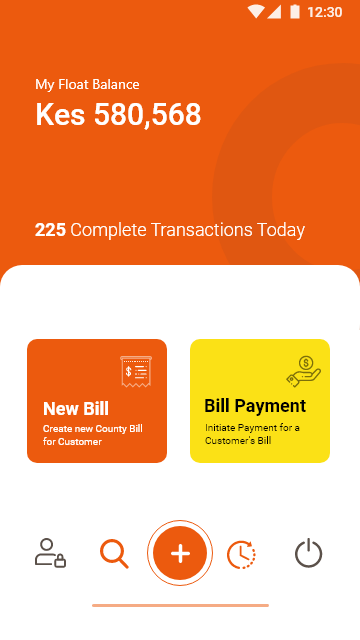 12:30
My Float Balance
Kes 580,568
225 Complete Transactions Today
$
$
New Bill
Create new County Bill
for Customer
Bill Payment
Initiate Payment for a
Customer's Bill